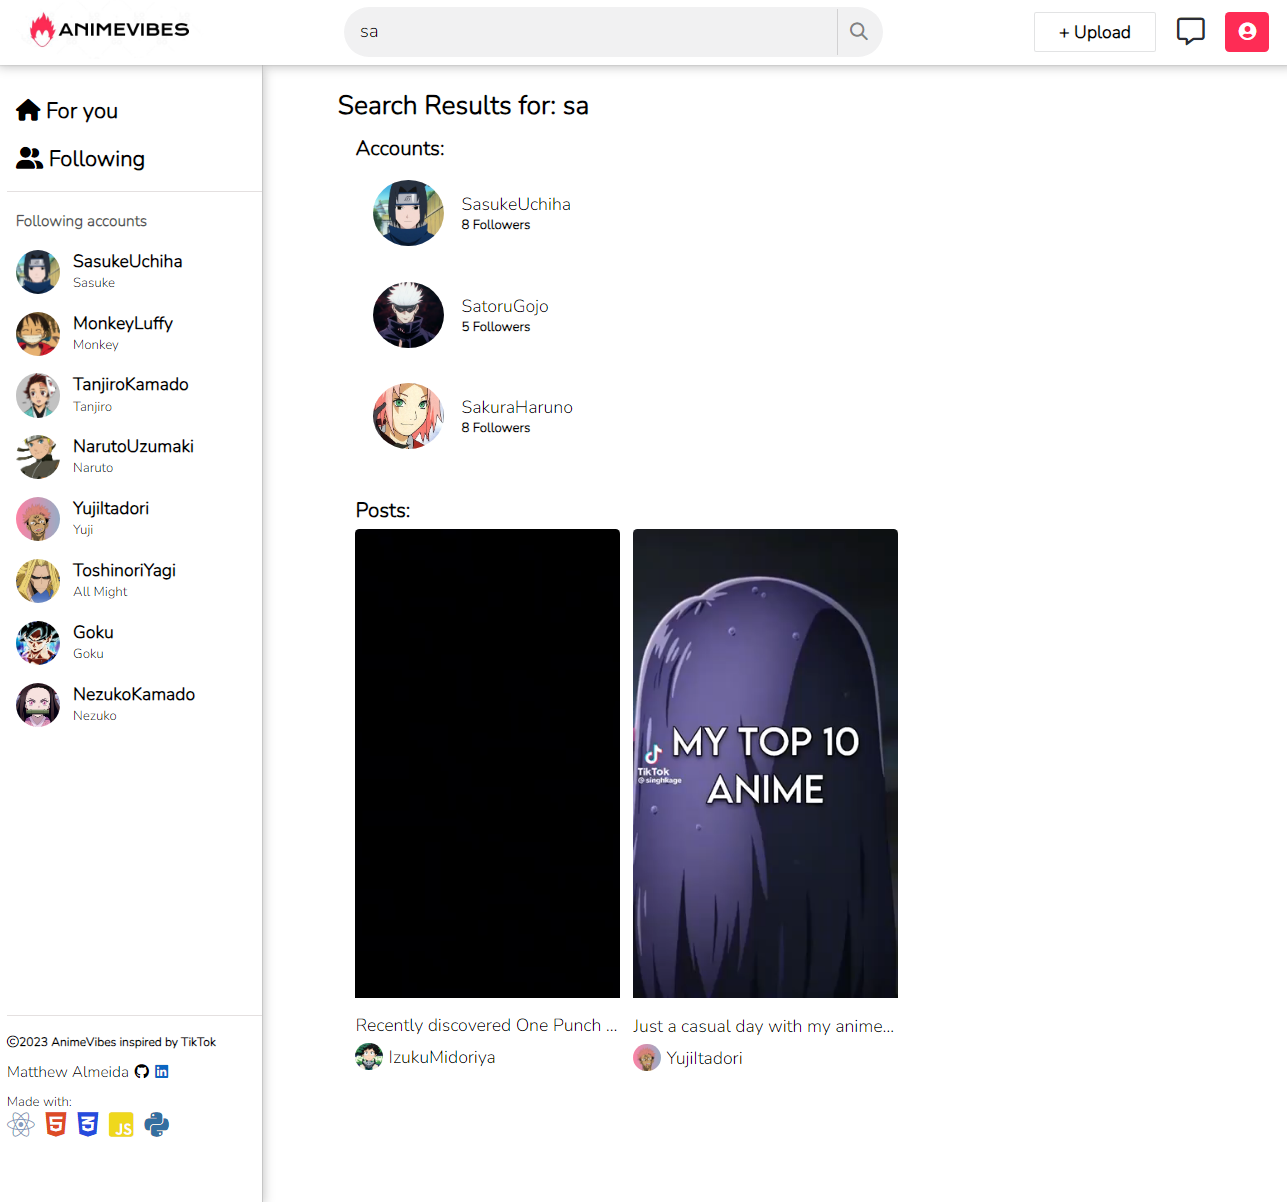 ANIMEVIBES
sa
+ Upload
For you
Following
Following accounts
SasukeUchiha
Sasuke
MonkeyLuffy
Monkey
TanjiroKamado
Tanjiro
NarutoUzumaki
Naruto
YujiItadori
Yuji
ToshinoriYagi
All Might
Goku
Goku
NezukoKamado
Nezuko
©2023 AnimeVibes inspired by TikTok
Matthew Almeida
Made with:
JS
Search Results for: sa
Accounts:
SasukeUchiha
8 Followers
SatoruGojo
5 Followers
SakuraHaruno
8 Followers
Posts:
MY TOP 10
ANIME
TikTok
@singhkage
Recently discovered One Punch ...
IzukuMidoriya
Just a casual day with my anime...
YujiItadori